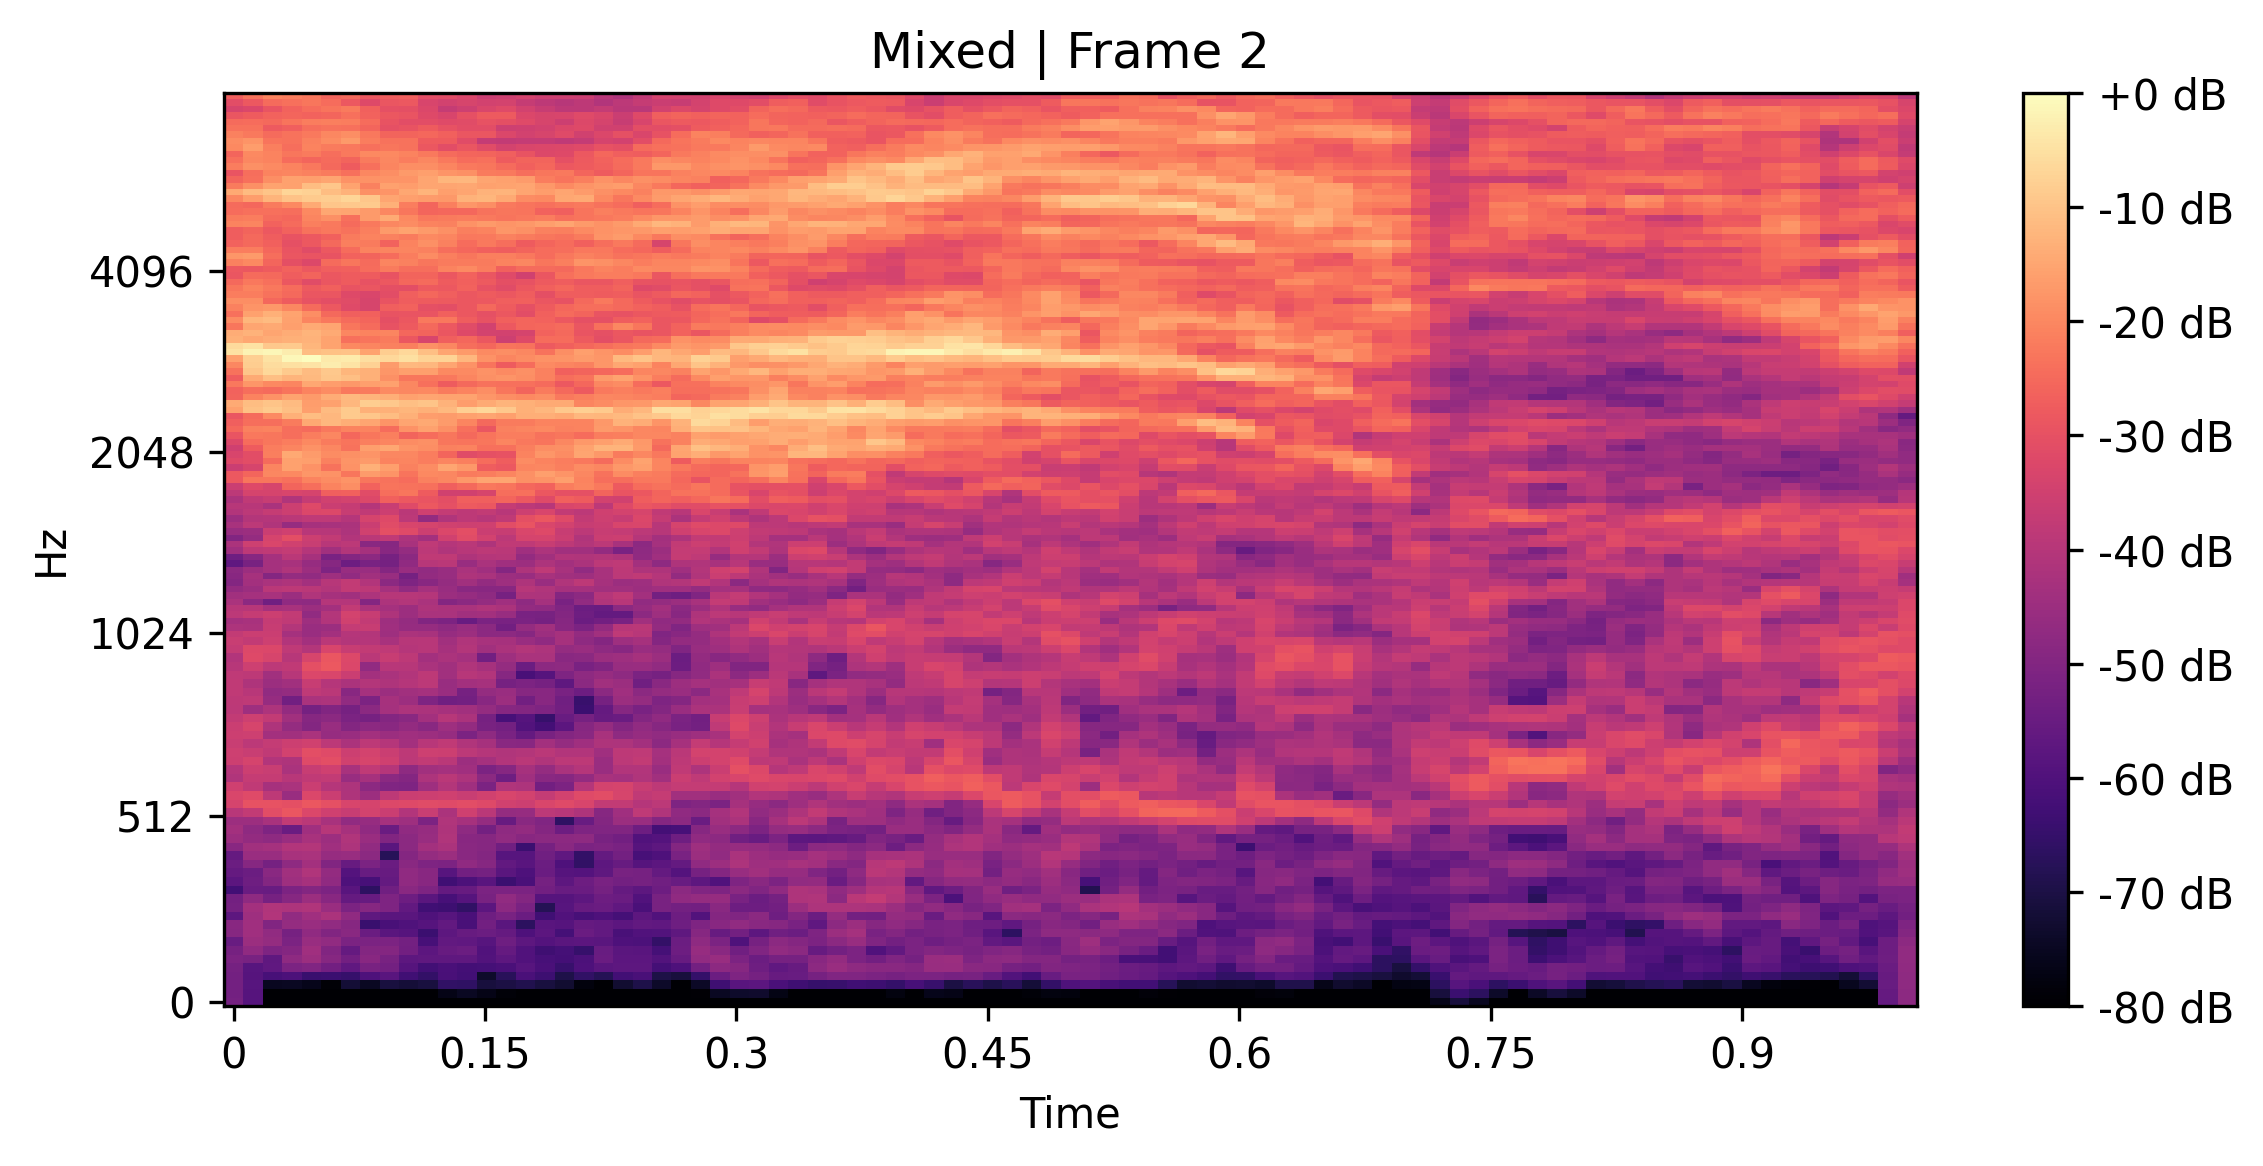 Mixed | Frame 2
Hz
4096
2048
1024
512
0
0 0.15 0.3 0.45 0.6 0.75 0.9
Time
+0 dB
-10 dB
-20 dB
-30 dB
-40 dB
-50 dB
-60 dB
-70 dB
-80 dB